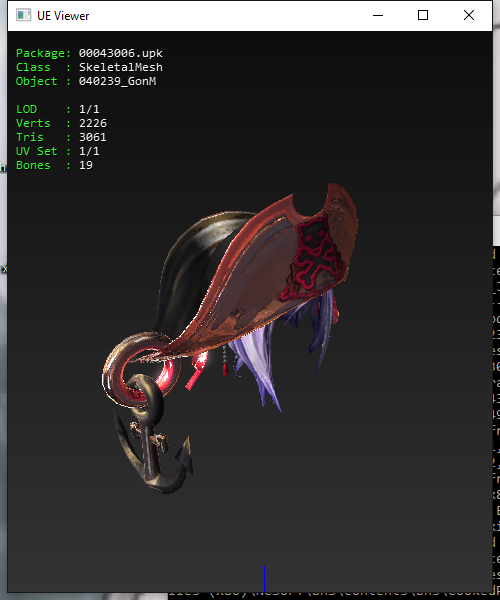 UE Viewer
Package: 00043006.upk
Class : SkeletalMesh
Object : 040239_GonM
LOD : 1/1
Verts : 2226
Tris : 3061
UV Set : 1/1
Bones : 19